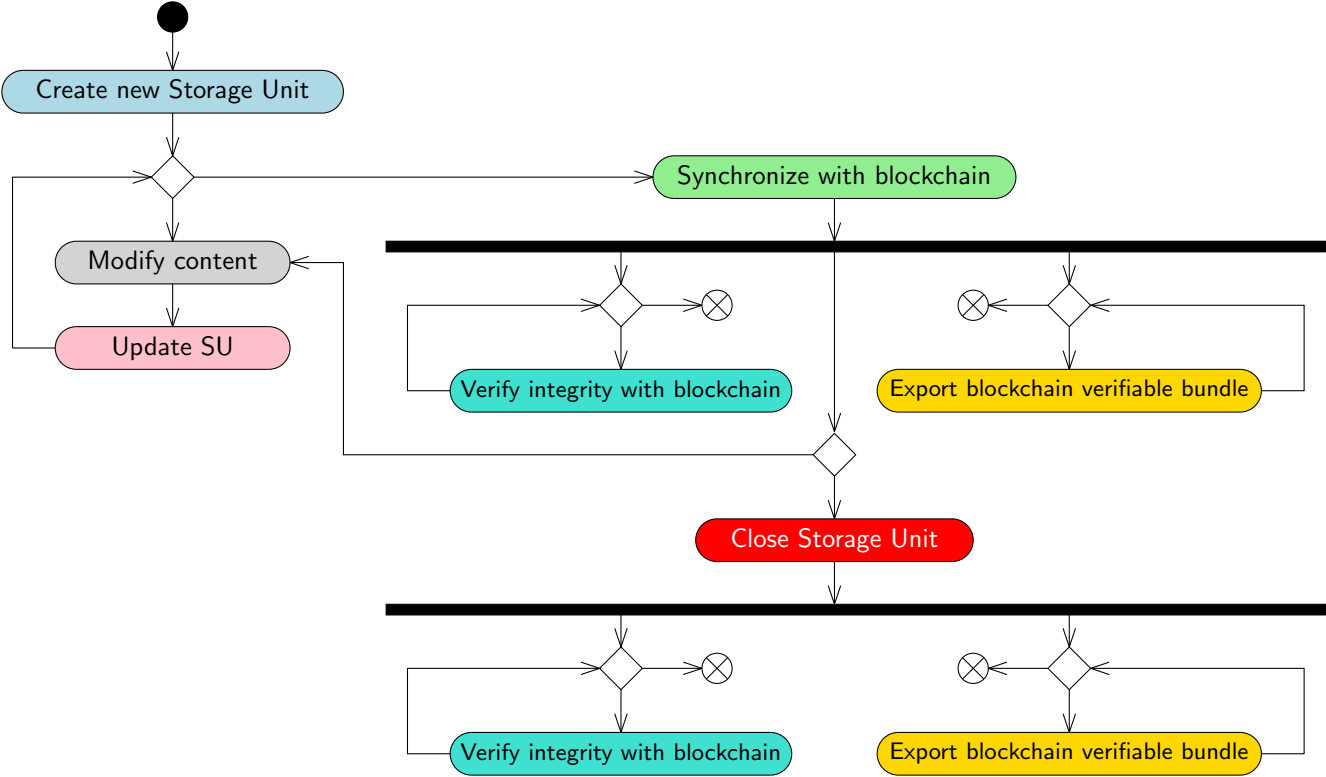 Create new Storage Unit
Synchronize with blockchain
Modify content
Update SU
Verify integrity with blockchain
Export blockchain verifiable bundle
Close Storage Unit
Verify integrity with blockchain
Export blockchain verifiable bundle